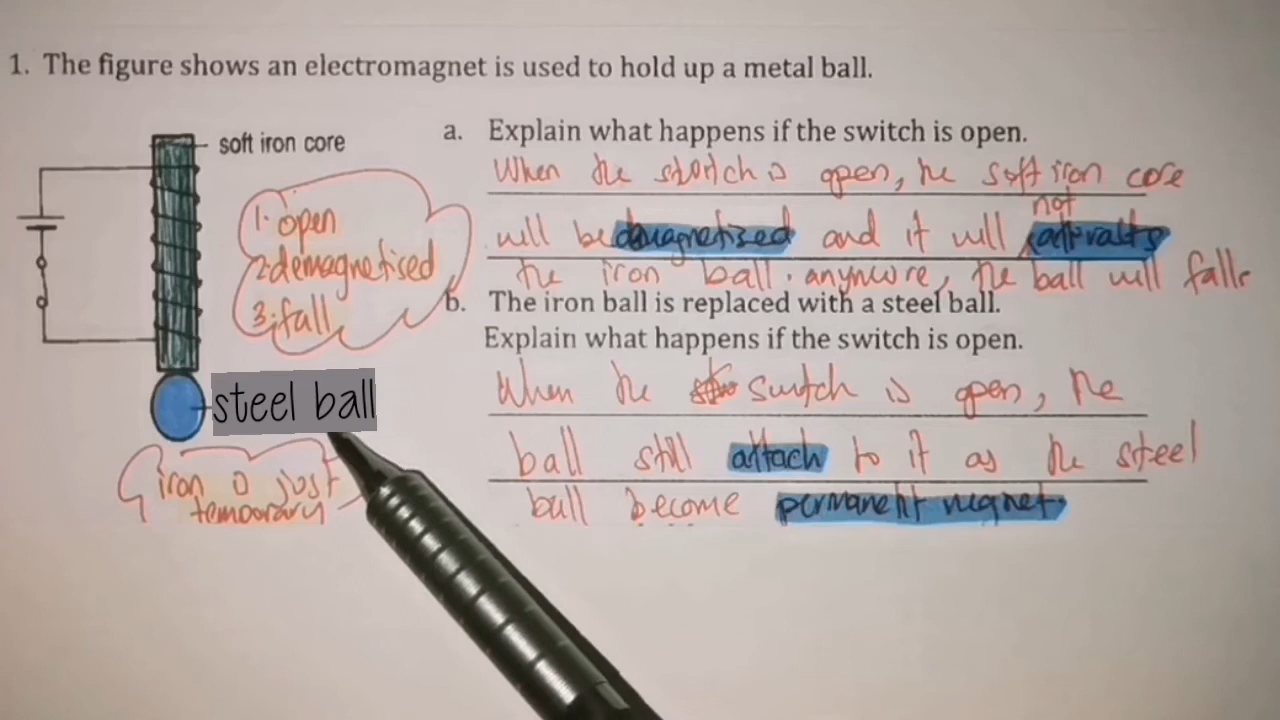 1. The figure shows an electromagnet is used to hold up a metal ball.
soft iron core
1. open
2. demagnetised
3. fall
steel ball
iron is just
temporary
a. Explain what happens if the switch is open.
When the switch is open, the soft iron core
will be demagnetised and it will not attracts
the iron ball. anymore, the ball will falls
b. The iron ball is replaced with a steel ball.
Explain what happens if the switch is open.
When the switch is open, the
ball still attach to it as the steel
ball become permanent magnet.